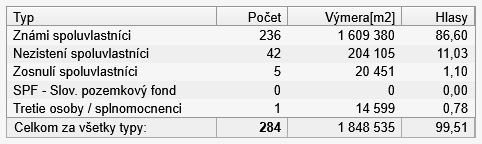 Typ Počet Výmera[m2] Hlasy
Známi spoluvlastníci 236 1 609 380 86,60
Nezistení spoluvlastníci 42 204 105 11,03
Zosnulí spoluvlastníci 5 20 451 1,10
SPF - Slov. pozemkový fond 0 0 0,00
Tretie osoby / splnomocnenci 1 14 599 0,78
Celkom za všetky typy: 284 1 848 535 99,51